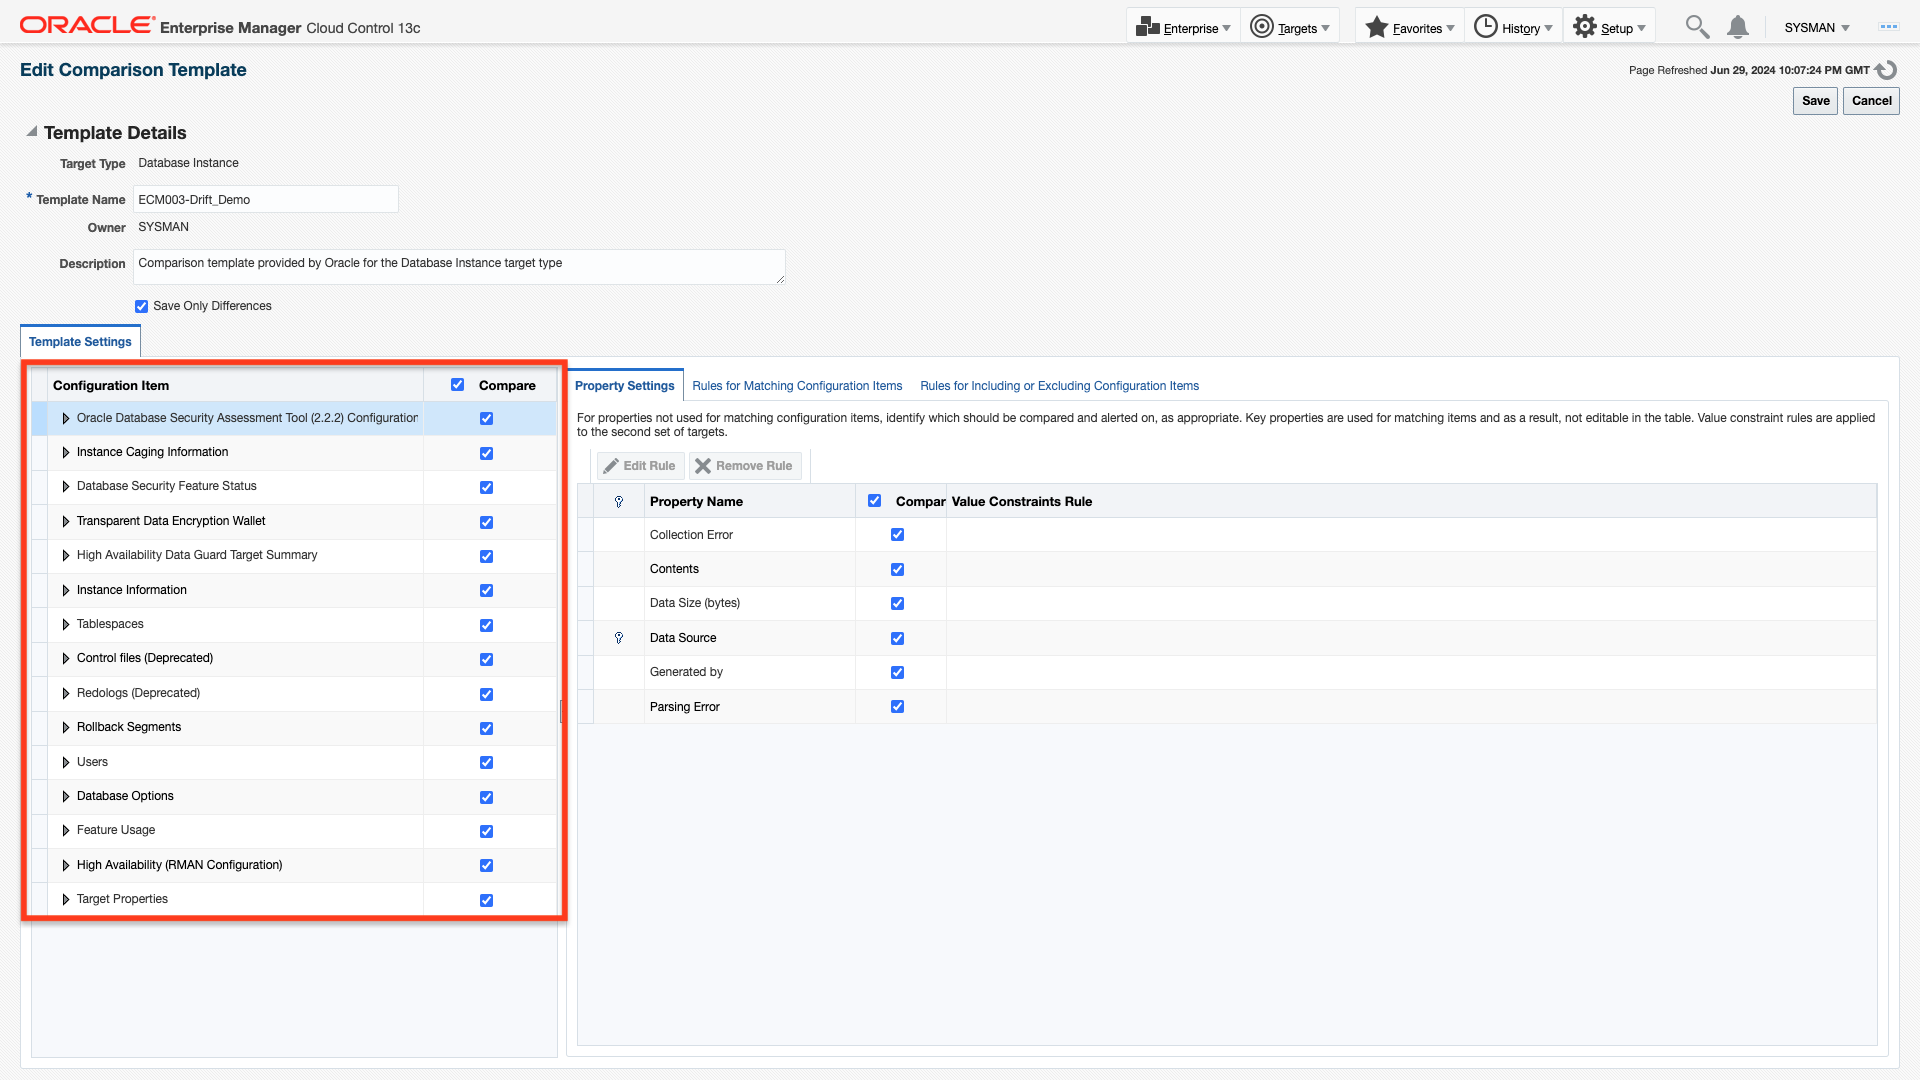 ORACLE Enterprise Manager Cloud Control 13c
Enterprise Targets Favorites History Setup SYSMAN
Edit Comparison Template
Page Refreshed Jun 29, 2024 10:07:24 PM GMT
Save Cancel
Template Details
Target Type Database Instance
* Template Name ECM003-Drift_Demo
Owner SYSMAN
Description Comparison template provided by Oracle for the Database Instance target type
Save Only Differences
Template Settings
Configuration Item Compare
Oracle Database Security Assessment Tool (2.2.2) Configuration
Instance Caging Information
Database Security Feature Status
Transparent Data Encryption Wallet
High Availability Data Guard Target Summary
Instance Information
Tablespaces
Control files (Deprecated)
Redologs (Deprecated)
Rollback Segments
Users
Database Options
Feature Usage
High Availability (RMAN Configuration)
Target Properties
Property Settings Rules for Matching Configuration Items Rules for Including or Excluding Configuration Items
For properties not used for matching configuration items, identify which should be compared and alerted on, as appropriate. Key properties are used for matching items and as a result, not editable in the table. Value constraint rules are applied
to the second set of targets.
Edit Rule Remove Rule
Property Name Compar Value Constraints Rule
Collection Error
Contents
Data Size (bytes)
Data Source
Generated by
Parsing Error